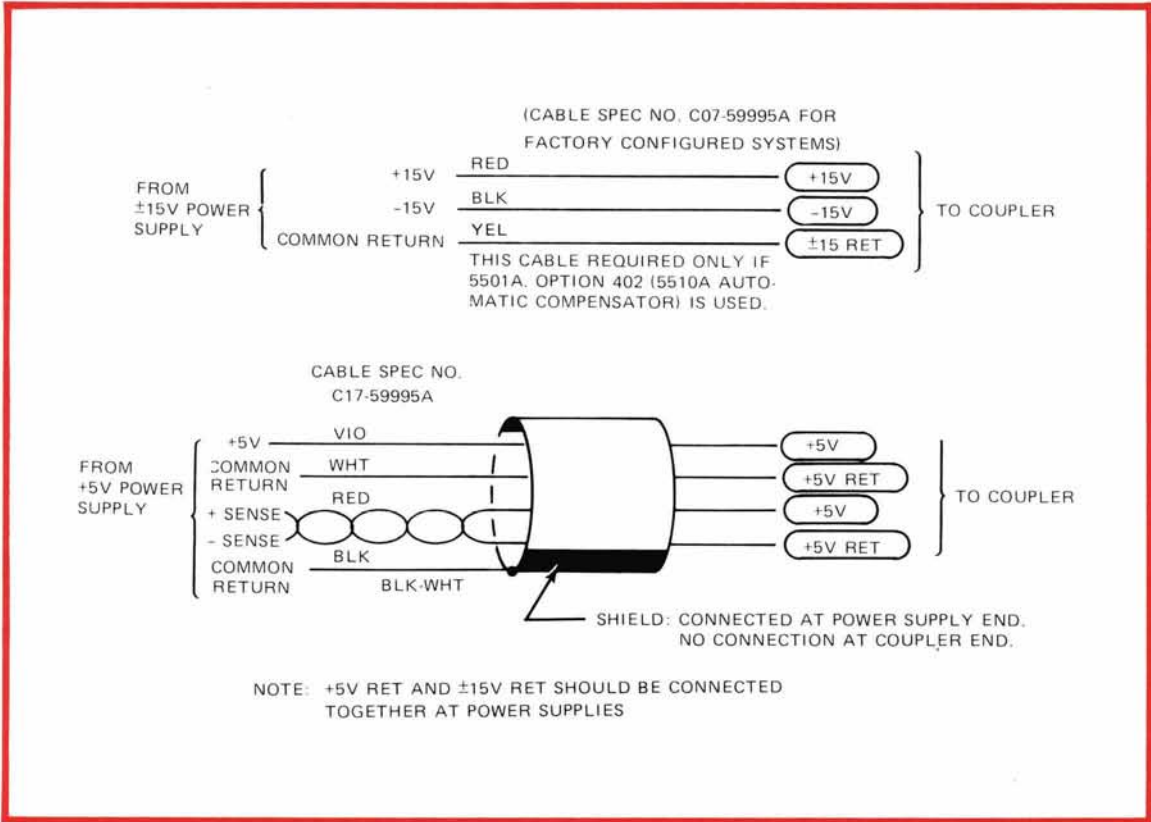 (CABLE SPEC NO. C07-59995A FOR
FACTORY CONFIGURED SYSTEMS)
FROM
±15V POWER
SUPPLY
+15V RED +15V
-15V BLK -15V
COMMON RETURN YEL ±15 RET
TO COUPLER
THIS CABLE REQUIRED ONLY IF
5501A. OPTION 402 (5510A AUTO-
MATIC COMPENSATOR) IS USED.
CABLE SPEC NO.
C17-59995A
FROM
+5V POWER
SUPPLY
+5V VIO +5V
COMMON
RETURN
WHT +5V RET
+ SENSE RED +5V
- SENSE BLK +5V RET
COMMON
RETURN
BLK-WHT
TO COUPLER
SHIELD: CONNECTED AT POWER SUPPLY END.
NO CONNECTION AT COUPLER END.
NOTE: +5V RET AND ±15V RET SHOULD BE CONNECTED
TOGETHER AT POWER SUPPLIES